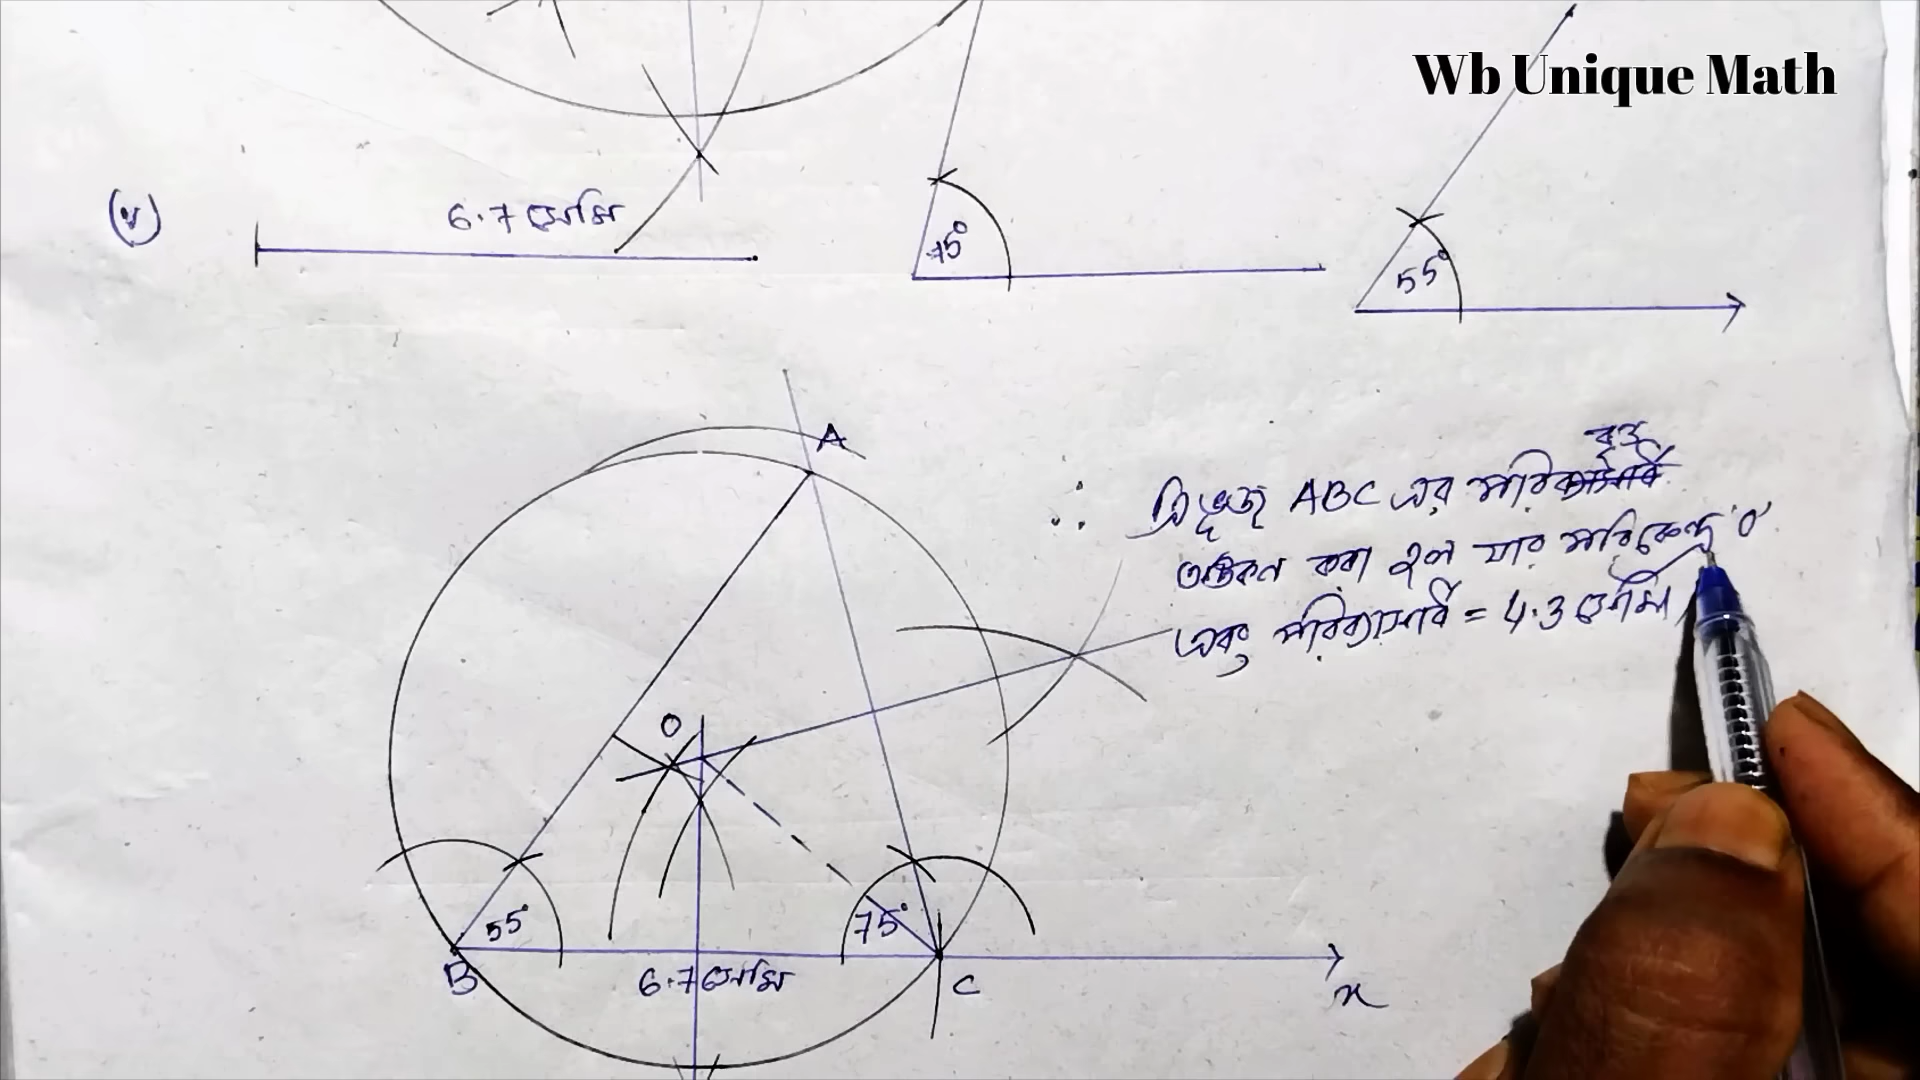 Wb Unique Math
(v)
6.7 সেমি
75°
55°
A
∴ ত্রিভূজ ABC এর পরিবৃত্ত
অঙ্কন করা হল যার পরিকেন্দ্র 'O'
এবং পরিব্যাসার্ধ = 4.3 সেমি
O
55°
75°
B
6.7 সেমি
C
x